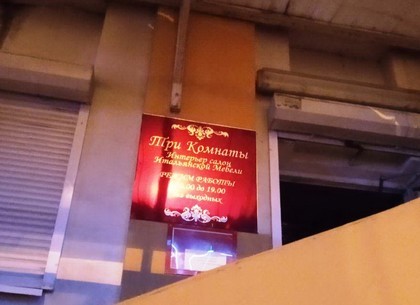 Три Комнаты
Интерьер салон
Итальянской Мебели
РЕЖИМ РАБОТЫ
до 19.00
выходных